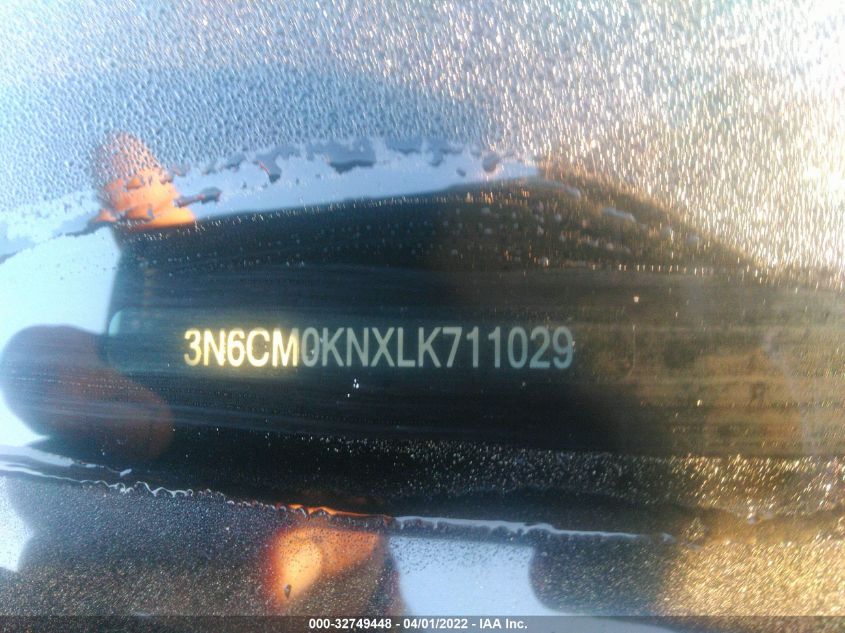 3N6CM0KNXLK711029
000-32749448 - 04/01/2022 - IAA Inc.